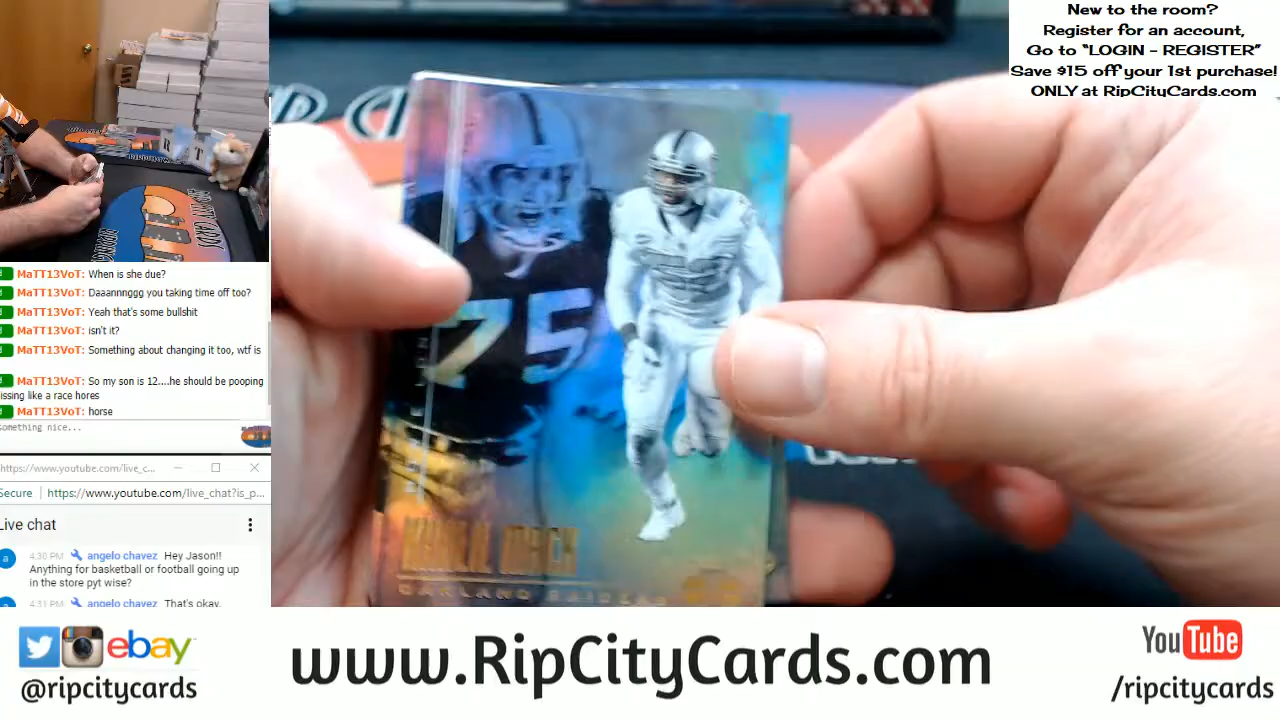 New to the room?
Register for an account,
Go to "LOGIN - REGISTER"
Save $15 off your 1st purchase!
ONLY at RipCityCards.com
MaTT13VoT: When is she due?
MaTT13VoT: Daaannnggg you taking time off too?
MaTT13VoT: Yeah that's some bullshit
MaTT13VoT: isn't it?
MaTT13VoT: Something about changing it too, wtf is
MaTT13VoT: So my son is 12....he should be pooping
issing like a race hores
MaTT13VoT: horse
omething nice...
https://www.youtube.com/live_c...
Secure https://www.youtube.com/live_chat?is_p...
Live chat
4:30 PM angelo chavez Hey Jason!!
Anything for basketball or football going up
in the store pyt wise?
4:31 PM angelo chavez That's okay,
75
KHALIL MACK
OAKLAND RAIDERS
ebay
@ripcitycards
www.RipCityCards.com
YouTube
/ripcitycards